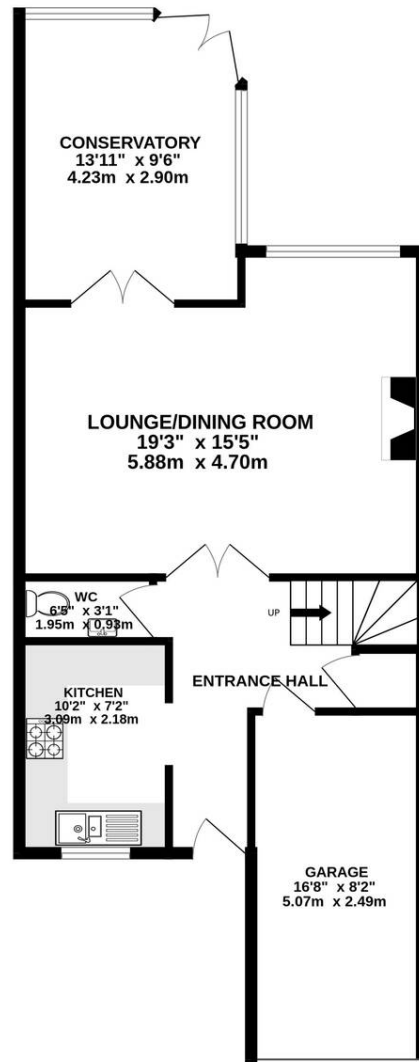 CONSERVATORY
13'11" x 9'6"
4.23m x 2.90m
LOUNGE/DINING ROOM
19'3" x 15'5"
5.88m x 4.70m
WC
6'5" x 3'1"
1.95m x 0.93m
UP
ENTRANCE HALL
KITCHEN
10'2" x 7'2"
3.09m x 2.18m
GARAGE
16'8" x 8'2"
5.07m x 2.49m